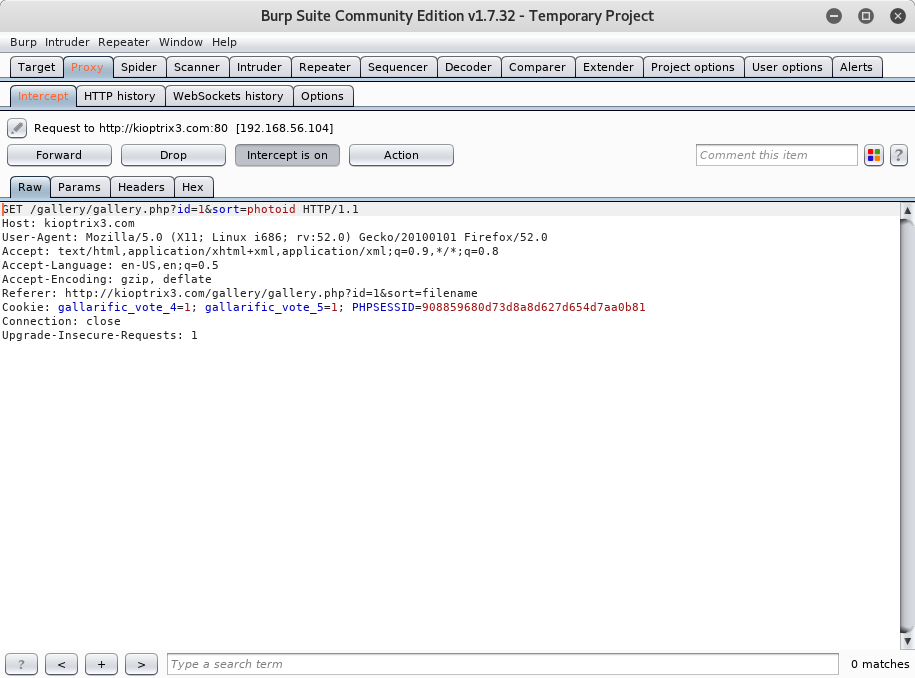 Burp Suite Community Edition v1.7.32 - Temporary Project
Burp Intruder Repeater Window Help
Target Proxy Spider Scanner Intruder Repeater Sequencer Decoder Comparer Extender Project options User options Alerts
Intercept HTTP history WebSockets history Options
Request to http://kioptrix3.com:80 [192.168.56.104]
Forward Drop Intercept is on Action Comment this item ?
Raw Params Headers Hex
GET /gallery/gallery.php?id=1&sort=photoid HTTP/1.1
Host: kioptrix3.com
User-Agent: Mozilla/5.0 (X11; Linux i686; rv:52.0) Gecko/20100101 Firefox/52.0
Accept: text/html,application/xhtml+xml,application/xml;q=0.9,*/*;q=0.8
Accept-Language: en-US,en;q=0.5
Accept-Encoding: gzip, deflate
Referer: http://kioptrix3.com/gallery/gallery.php?id=1&sort=filename
Cookie: gallarific_vote_4=1; gallarific_vote_5=1; PHPSESSID=908859680d73d8a8d627d654d7aa0b81
Connection: close
Upgrade-Insecure-Requests: 1
? < + > Type a search term 0 matches